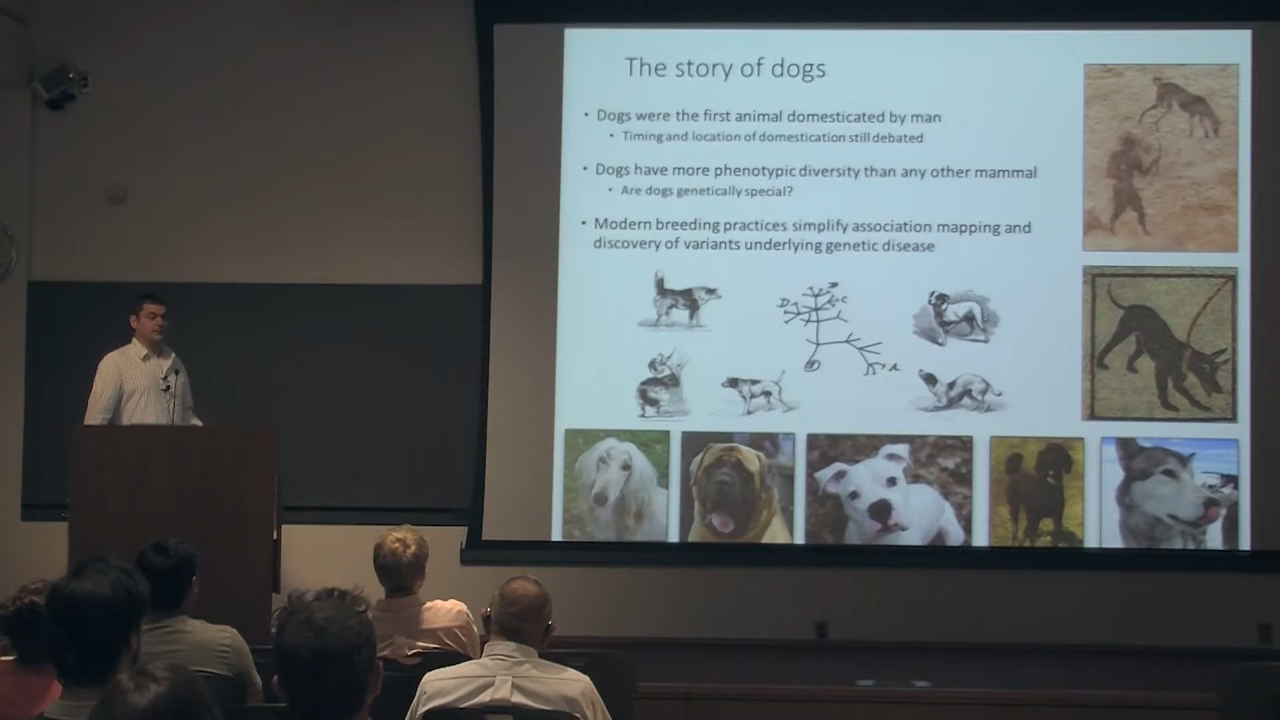 The story of dogs
• Dogs were the first animal domesticated by man
• Timing and location of domestication still debated
• Dogs have more phenotypic diversity than any other mammal
• Are dogs genetically special?
• Modern breeding practices simplify association mapping and
discovery of variants underlying genetic disease